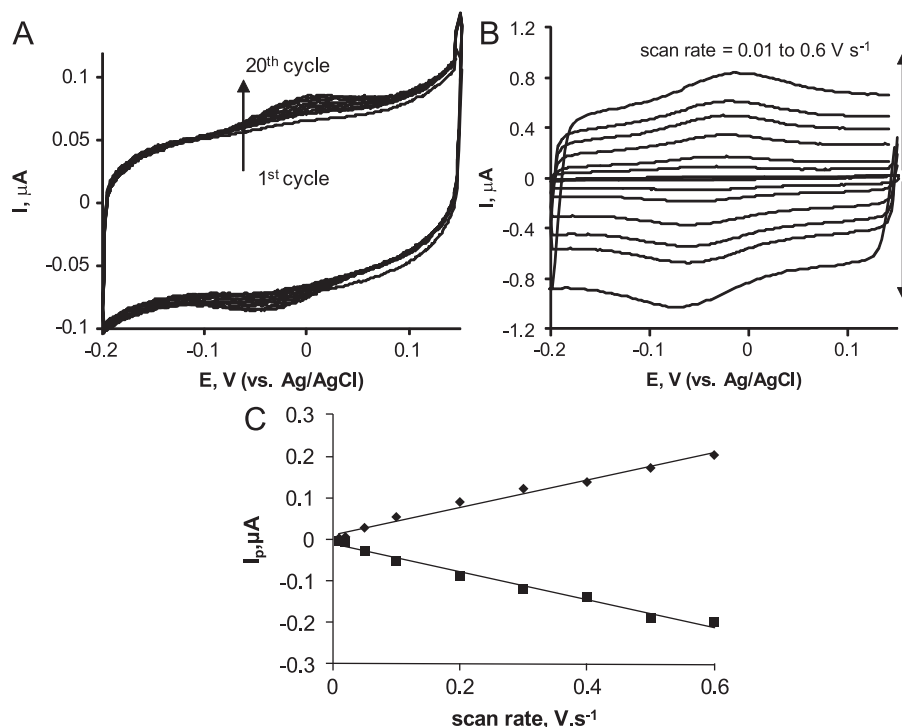 A
0.1
0.05
0
-0.05
-0.1
I, µA
20th cycle
1st cycle
-0.2
-0.1
0
0.1
E, V (vs. Ag/AgCl)
B
scan rate = 0.01 to 0.6 V s-1
1.2
0.8
0.4
0
-0.4
-0.8
-1.2
I, µA
-0.2
-0.1
0
0.1
E, V (vs. Ag/AgCl)
C
0.3
0.2
0.1
0
-0.1
-0.2
-0.3
Ip,µA
0
0.2
0.4
0.6
scan rate, V.s-1